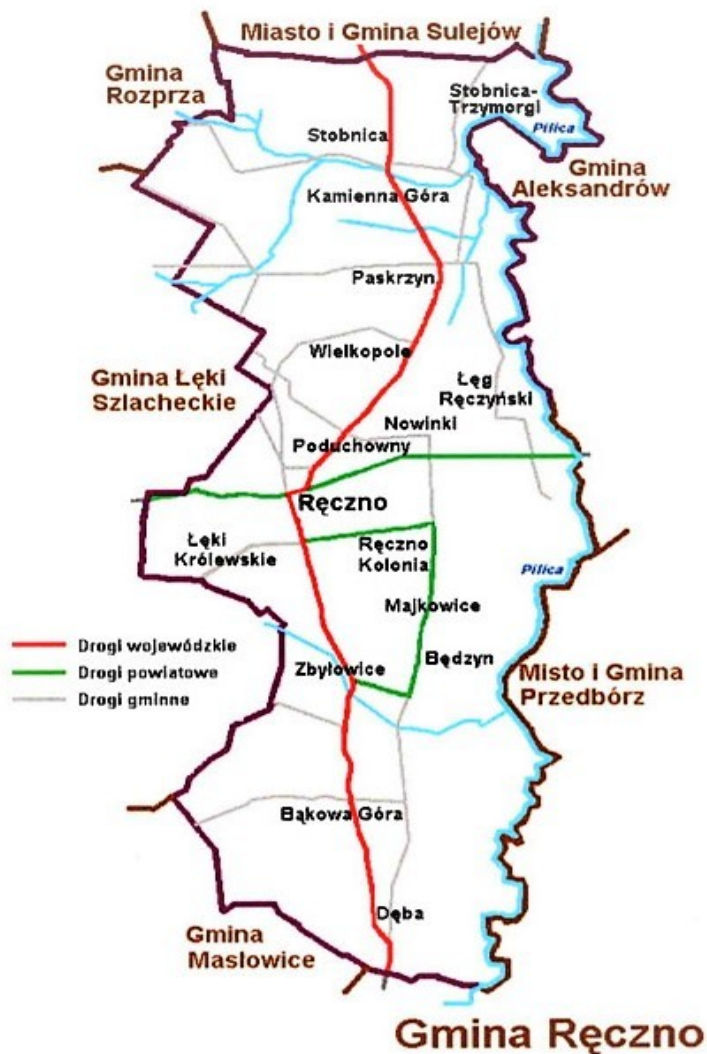 Miasto i Gmina Sulejów
Gmina
Rozprza
Stobnica-
Trzymorgi
Pilica
Stobnica
Gmina
Aleksandrów
Kamienna Góra
Paskrzyn
Wielkopole
Gmina Łęki
Szlacheckie
Łęg
Ręczyński
Nowinki
Poduchowny
Ręczno
Łęki
Królewskie
Ręczno
Kolonia
Pilica
Majkowice
Drogi wojewódzkie
Drogi powiatowe
Drogi gminne
Zbyłowice
Będzyn
Misto i Gmina
Przedbórz
Bąkowa Góra
Dęba
Gmina
Maslowice
Gmina Ręczno